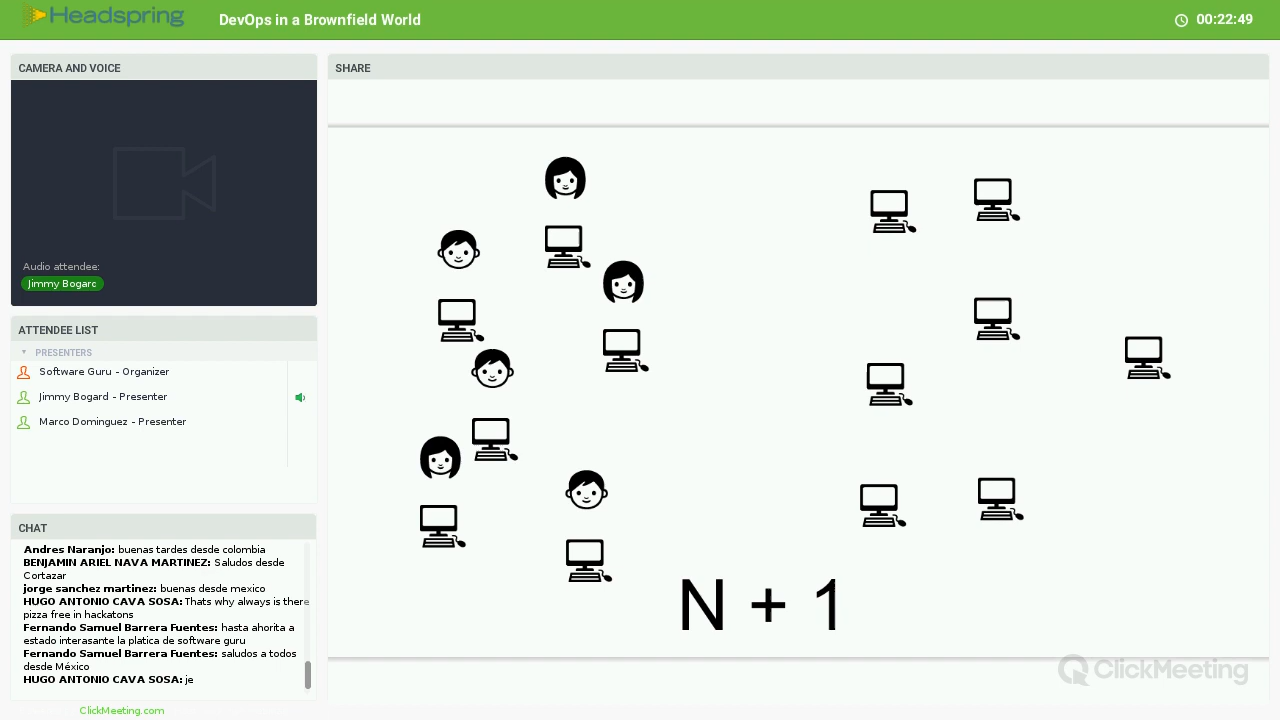 Headspring
DevOps in a Brownfield World
00:22:49
CAMERA AND VOICE
Audio attendee:
Jimmy Bogarc
ATTENDEE LIST
PRESENTERS
Software Guru - Organizer
Jimmy Bogard - Presenter
Marco Dominguez - Presenter
CHAT
Andres Naranjo: buenas tardes desde colombia
BENJAMIN ARIEL NAVA MARTINEZ: Saludos desde
Cortazar
jorge sanchez martinez: buenas desde mexico
HUGO ANTONIO CAVA SOSA: Thats why always is there
pizza free in hackatons
Fernando Samuel Barrera Fuentes: hasta ahorita a
estado interasante la platica de software guru
Fernando Samuel Barrera Fuentes: saludos a todos
desde México
HUGO ANTONIO CAVA SOSA: je
ClickMeeting.com
SHARE
N + 1
ClickMeeting